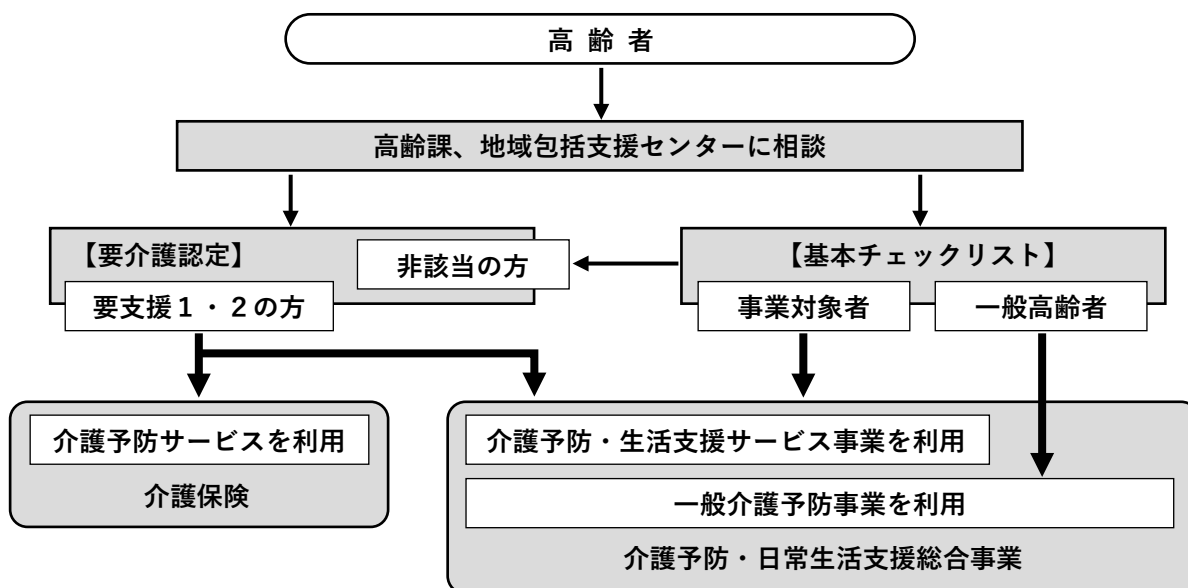 高 齢 者
高齢課、地域包括支援センターに相談
【要介護認定】
非該当の方
要支援１・２の方
【基本チェックリスト】
事業対象者
一般高齢者
介護予防サービスを利用
介護保険
介護予防・生活支援サービス事業を利用
一般介護予防事業を利用
介護予防・日常生活支援総合事業